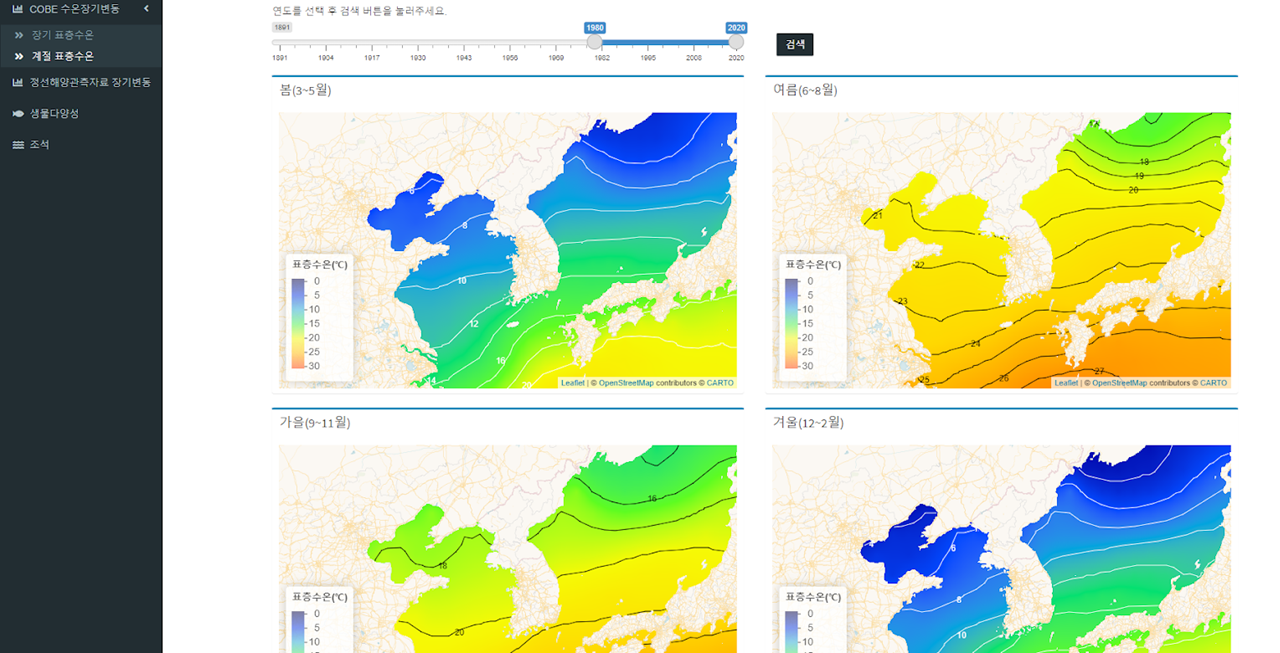 COBE 수온장기변동
장기 표층수온
계절 표층수온
정선해양관측자료 장기변동
생물다양성
조석
연도를 선택 후 검색 버튼을 눌러주세요.
1891 1980 2020
1891 1904 1917 1930 1943 1956 1969 1982 1995 2008 2020
검색
봄(3~5월)
8
10
12
16
14
20
표층수온(℃)
0
5
10
15
20
25
30
Leaflet | © OpenStreetMap contributors © CARTO
여름(6~8월)
18
19
20
21
22
23
24
25
26
27
표층수온(℃)
0
5
10
15
20
25
30
Leaflet | © OpenStreetMap contributors © CARTO
가을(9~11월)
16
18
20
표층수온(℃)
0
5
10
겨울(12~2월)
4
6
8
10
표층수온(℃)
0
5
10